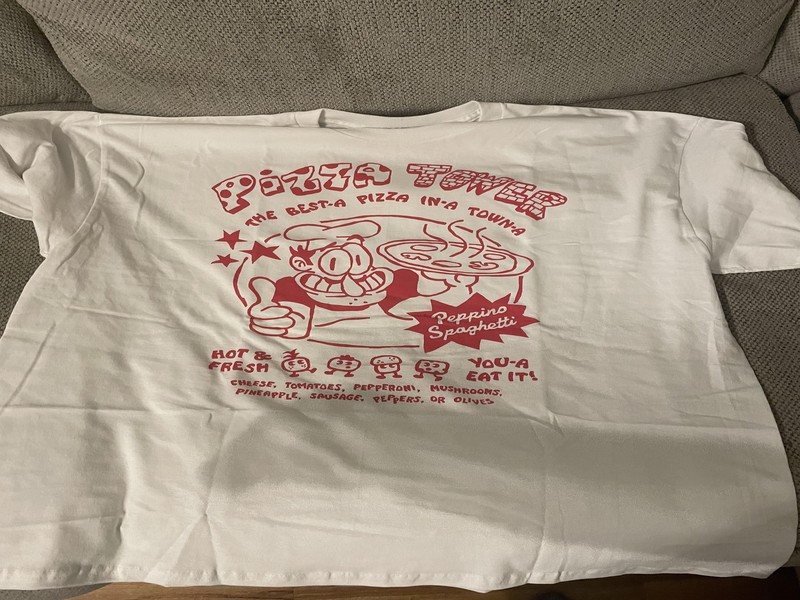 PIZZA TOWER
THE BEST-A PIZZA IN-A TOWN-A
Peppino
Spaghetti
HOT &
FRESH
YOU-A
EAT IT!
CHEESE, TOMATOES, PEPPERONI, MUSHROOMS,
PINEAPPLE, SAUSAGE, PEPPERS, OR OLIVES